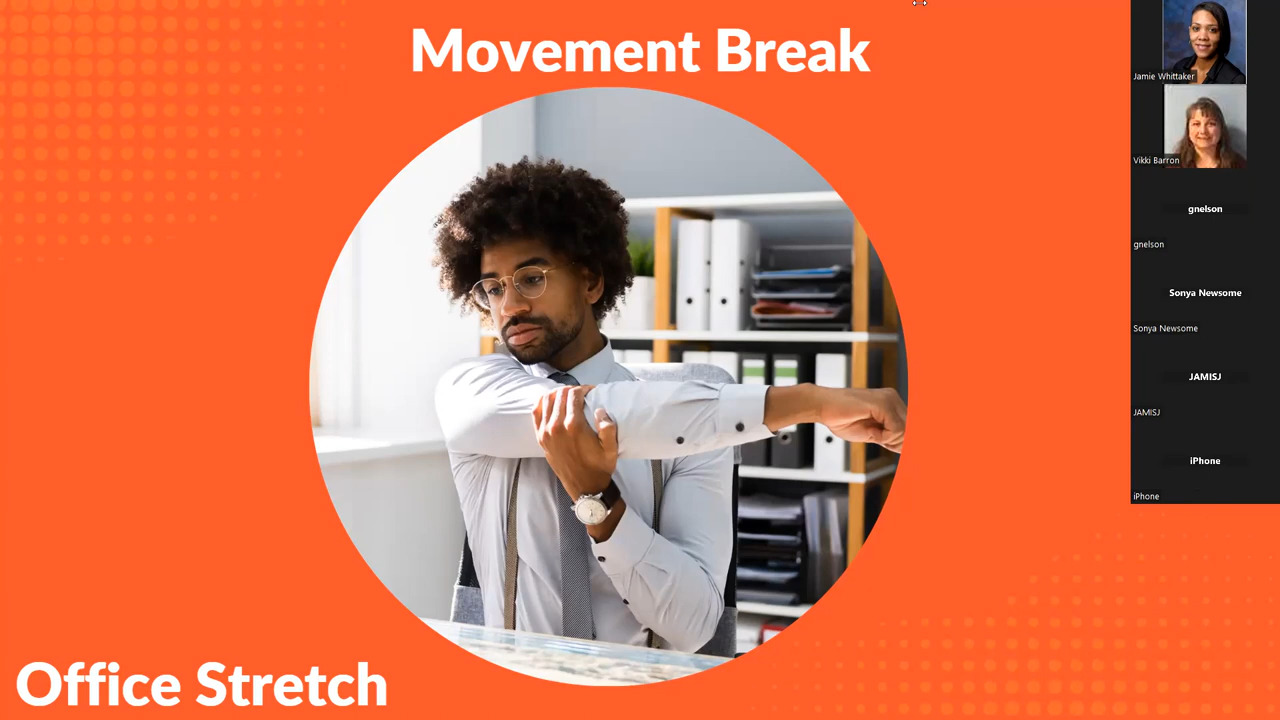 Movement Break
Office Stretch
Jamie Whittaker
Vikki Barron
gnelson
gnelson
Sonya Newsome
Sonya Newsome
JAMISJ
JAMISJ
iPhone
iPhone